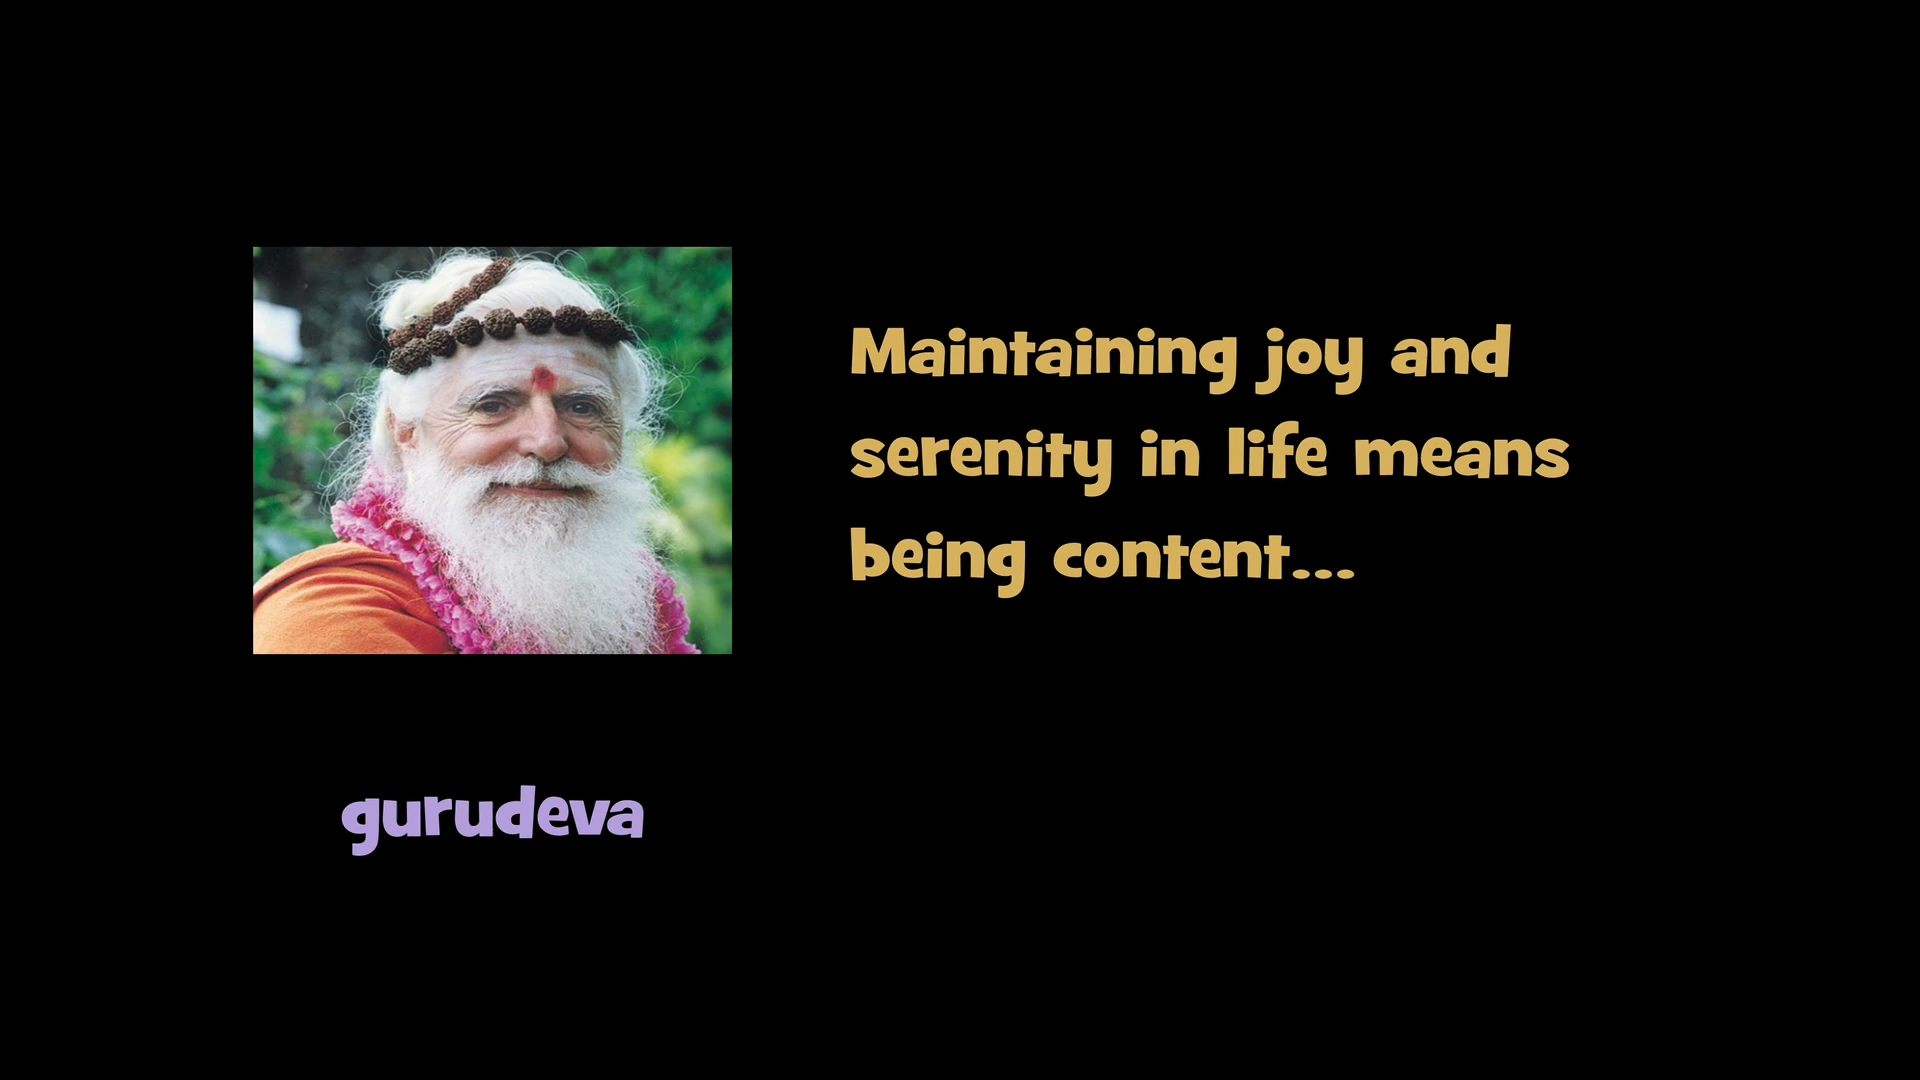 Maintaining joy and
serenity in life means
being content...
gurudeva